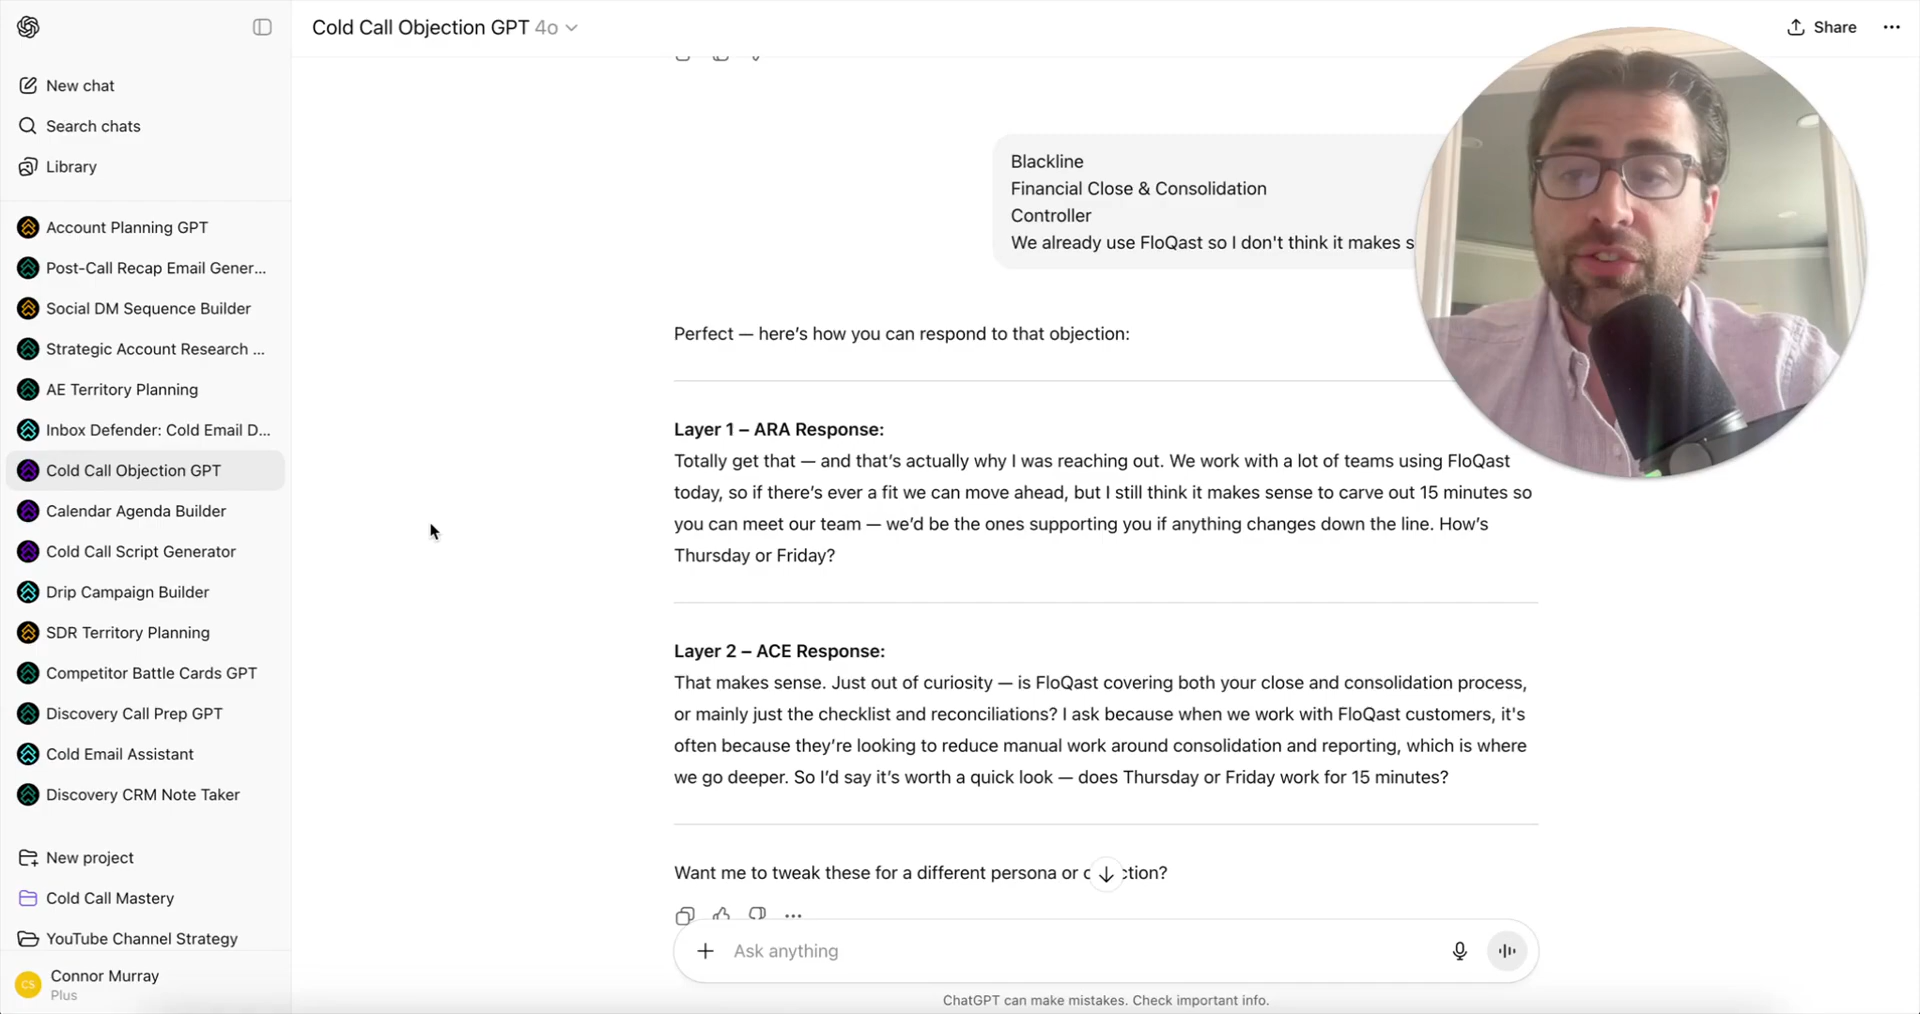 Cold Call Objection GPT 4o
Share
New chat
Search chats
Library
Account Planning GPT
Post-Call Recap Email Gener...
Social DM Sequence Builder
Strategic Account Research ...
AE Territory Planning
Inbox Defender: Cold Email D...
Cold Call Objection GPT
Calendar Agenda Builder
Cold Call Script Generator
Drip Campaign Builder
SDR Territory Planning
Competitor Battle Cards GPT
Discovery Call Prep GPT
Cold Email Assistant
Discovery CRM Note Taker
New project
Cold Call Mastery
YouTube Channel Strategy
CS
Connor Murray
Plus
Blackline
Financial Close & Consolidation
Controller
We already use FloQast so I don't think it makes s
Perfect — here’s how you can respond to that objection:
Layer 1 – ARA Response:
Totally get that — and that’s actually why I was reaching out. We work with a lot of teams using FloQast
today, so if there’s ever a fit we can move ahead, but I still think it makes sense to carve out 15 minutes so
you can meet our team — we’d be the ones supporting you if anything changes down the line. How’s
Thursday or Friday?
Layer 2 – ACE Response:
That makes sense. Just out of curiosity — is FloQast covering both your close and consolidation process,
or mainly just the checklist and reconciliations? I ask because when we work with FloQast customers, it's
often because they’re looking to reduce manual work around consolidation and reporting, which is where
we go deeper. So I’d say it’s worth a quick look — does Thursday or Friday work for 15 minutes?
Want me to tweak these for a different persona or o ction?
Ask anything
ChatGPT can make mistakes. Check important info.